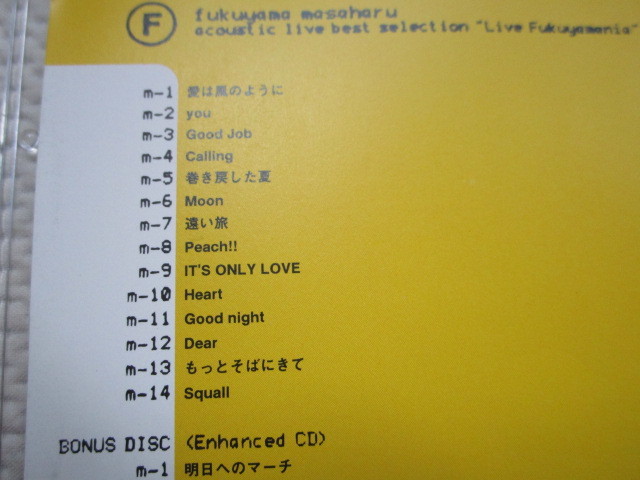 F fukuyama masaharu
acoustic live best selection "Live Fukuyamania"
m-1 愛は風のように
m-2 you
m-3 Good Job
m-4 Calling
m-5 巻き戻した夏
m-6 Moon
m-7 遠い旅
m-8 Peach!!
m-9 IT'S ONLY LOVE
m-10 Heart
m-11 Good night
m-12 Dear
m-13 もっとそばにきて
m-14 Squall
BONUS DISC (Enhanced CD)
m-1 明日へのマーチ